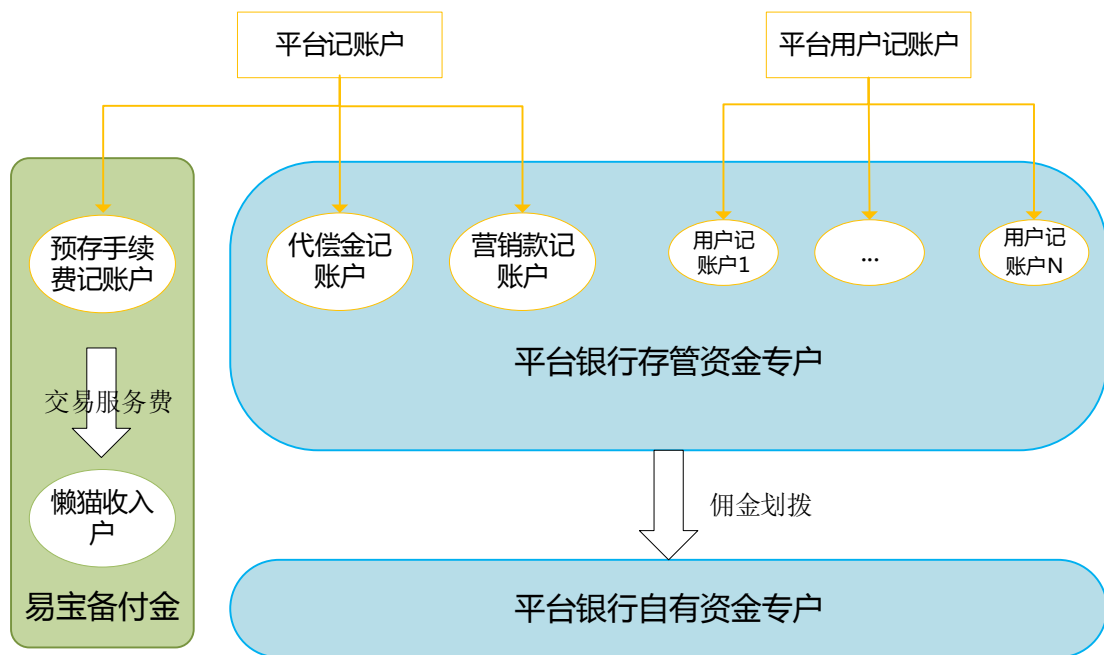 平台记账户
平台用户记账户
预存手续
费记账户
代偿金记
账户
营销款记
账户
用户记
账户1
...
用户记
账户N
平台银行存管资金专户
交易服务费
懒猫收入
户
佣金划拨
易宝备付金
平台银行自有资金专户